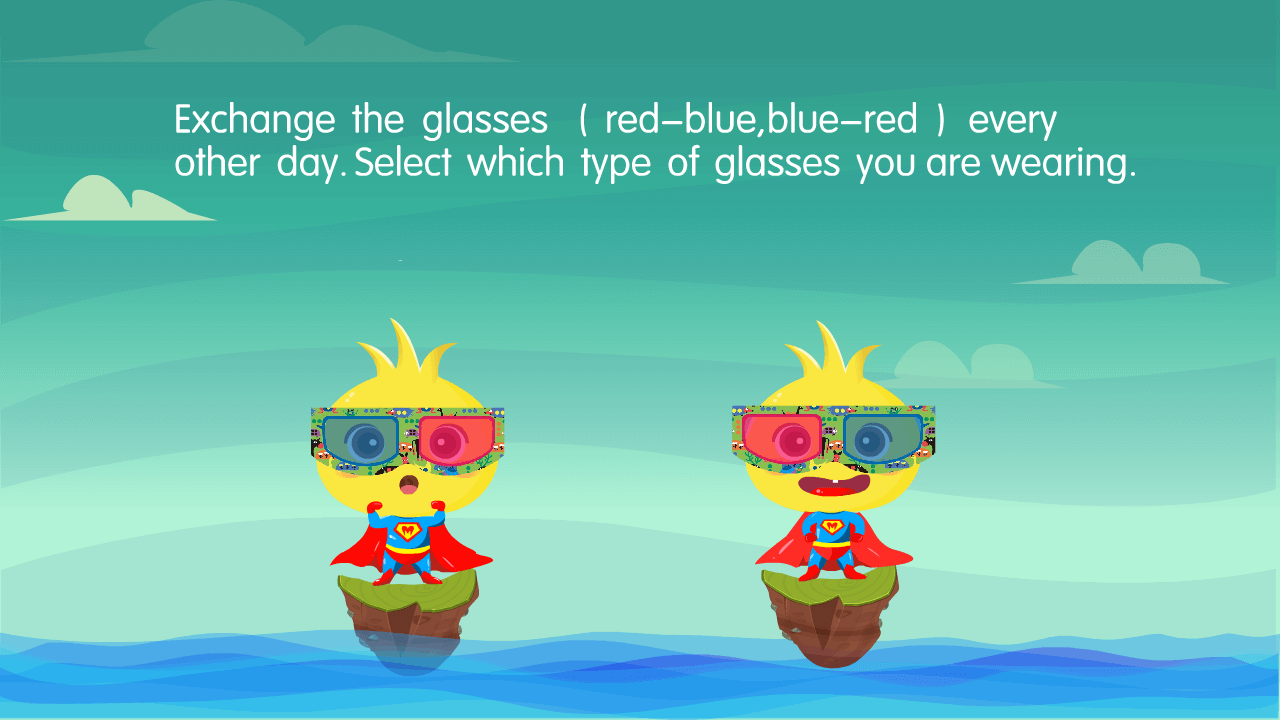 Exchange the glasses ( red–blue,blue–red ) every
other day. Select which type of glasses you are wearing.
M
M